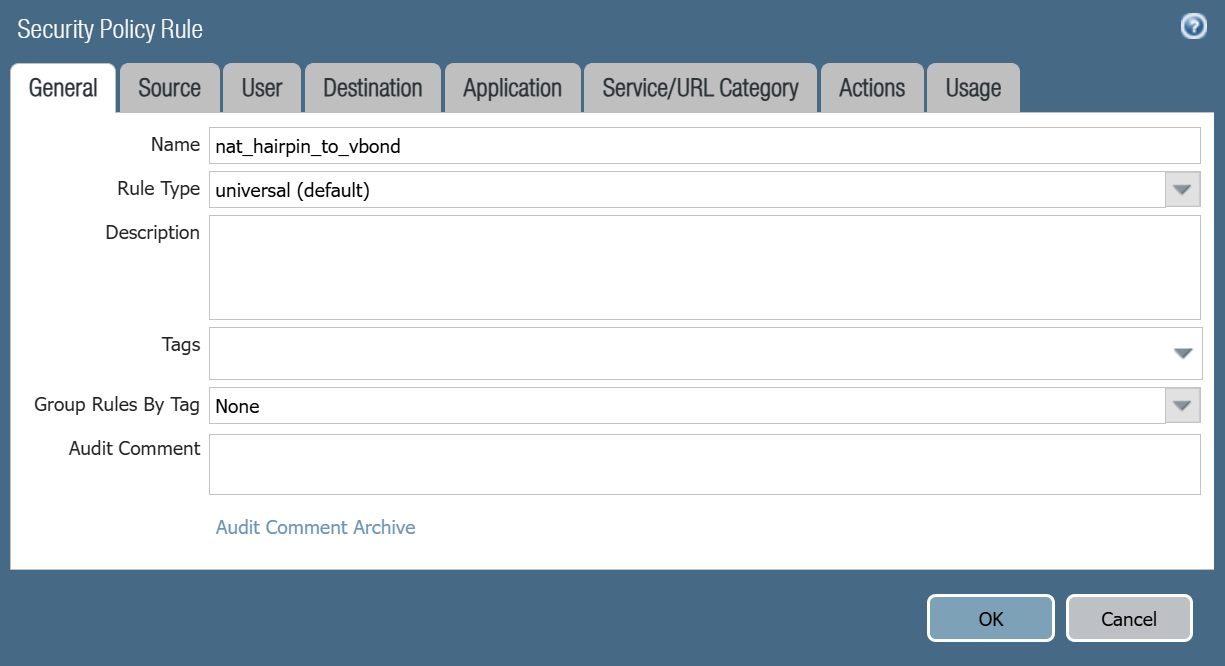 Security Policy Rule
?
General Source User Destination Application Service/URL Category Actions Usage
Name nat_hairpin_to_vbond
Rule Type universal (default)
Description
Tags
Group Rules By Tag None
Audit Comment
Audit Comment Archive
OK Cancel